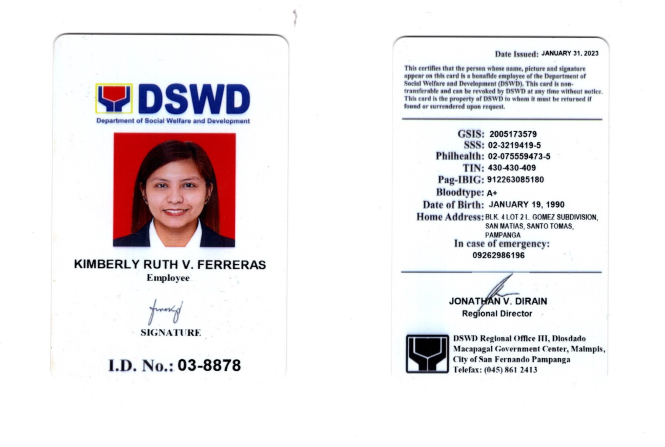 DSWD
Department of Social Welfare and Development
KIMBERLY RUTH V. FERRERAS
Employee
SIGNATURE
I.D. No.: 03-8878
Date Issued: JANUARY 31, 2023
This certifies that the person whose name, picture and signature
appear on this card is a bonafide employee of the Department of
Social Welfare and Development (DSWD). This card is non-
transferable and can be revoked by DSWD at any time without notice.
This card is the property of DSWD to whom it must be returned if
found or surrendered upon request.
GSIS: 2005173579
SSS: 02-3219419-5
Philhealth: 02-075559473-5
TIN: 430-430-409
Pag-IBIG: 912263085180
Bloodtype: A+
Date of Birth: JANUARY 19, 1990
Home Address: BLK. 4 LOT 2 L. GOMEZ SUBDIVISION,
SAN MATIAS, SANTO TOMAS,
PAMPANGA
In case of emergency:
09262986196
JONATHAN V. DIRAIN
Regional Director
DSWD Regional Office III, Diosdado
Macapagal Government Center, Maimpis,
City of San Fernando Pampanga
Telefax: (045) 861 2413